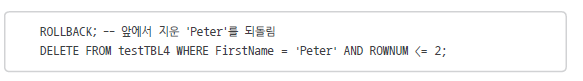 ROLLBACK; -- 앞에서 지운 'Peter'를 되돌림
DELETE FROM testTBL4 WHERE FirstName = 'Peter' AND ROWNUM <= 2;